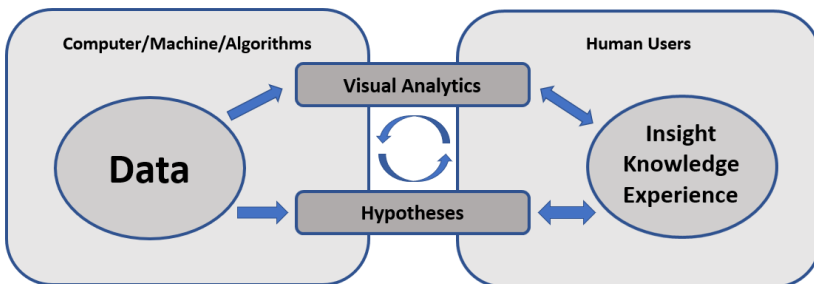 Computer/Machine/Algorithms
Human Users
Visual Analytics
Data
Insight
Knowledge
Experience
Hypotheses